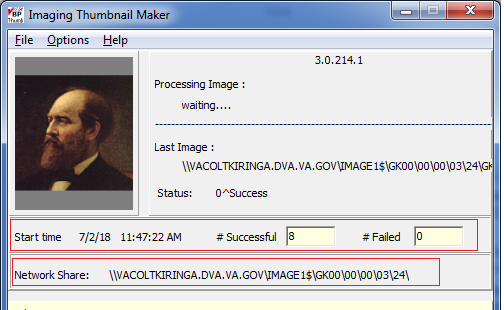 BP
Thumb
Imaging Thumbnail Maker
File Options Help
3.0.214.1
Processing Image :
waiting....
Last Image :
\\VACOLTKIRINGA.DVA.VA.GOV\IMAGE1$\GK00\00\00\03\24\GK
Status: 0^Success
Start time 7/2/18 11:47:22 AM # Successful 8 # Failed 0
Network Share: \\VACOLTKIRINGA.DVA.VA.GOV\IMAGE1$\GK00\00\00\03\24\